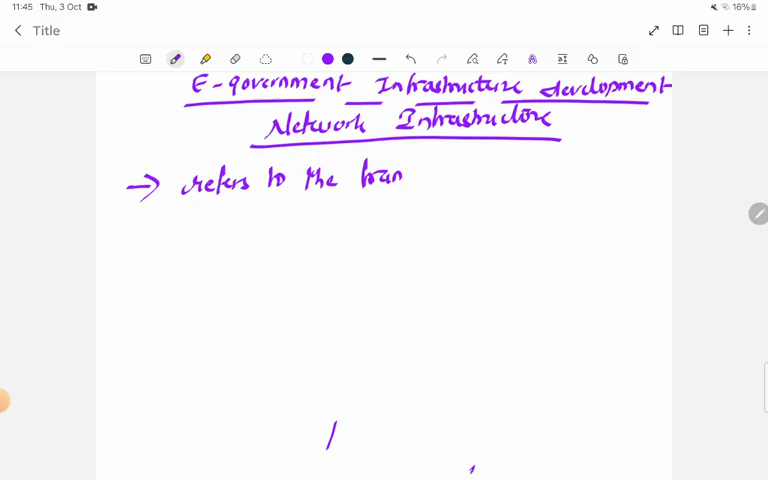 11:45 Thu, 3 Oct 16%
Title
E-government Infrastructure development
Network Infrastructure
→ refers to the tran